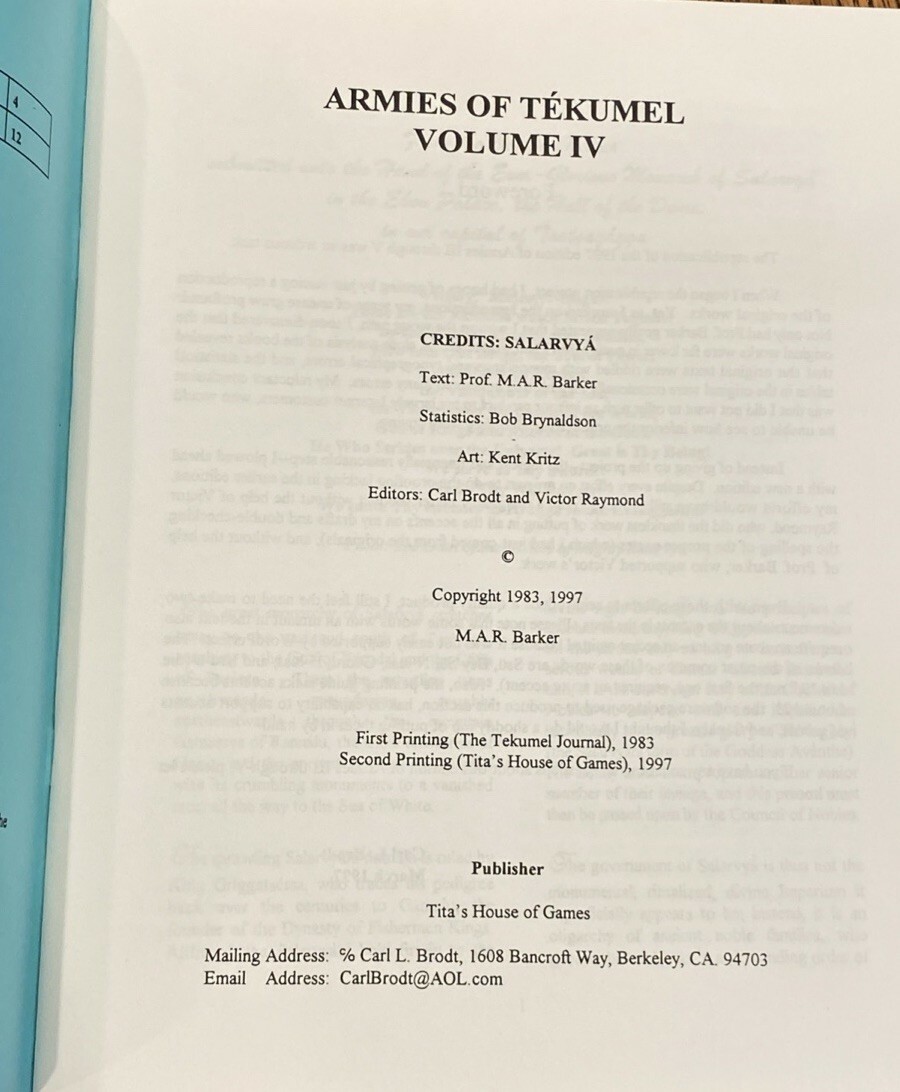 4
12
he
ARMIES OF TÉKUMEL
VOLUME IV
CREDITS: SALARVYÁ
Text: Prof. M.A.R. Barker
Statistics: Bob Brynaldson
Art: Kent Kritz
Editors: Carl Brodt and Victor Raymond
©
Copyright 1983, 1997
M.A.R. Barker
First Printing (The Tekumel Journal), 1983
Second Printing (Tita's House of Games), 1997
Publisher
Tita's House of Games
Mailing Address: ℅ Carl L. Brodt, 1608 Bancroft Way, Berkeley, CA. 94703
Email Address: CarlBrodt@AOL.com